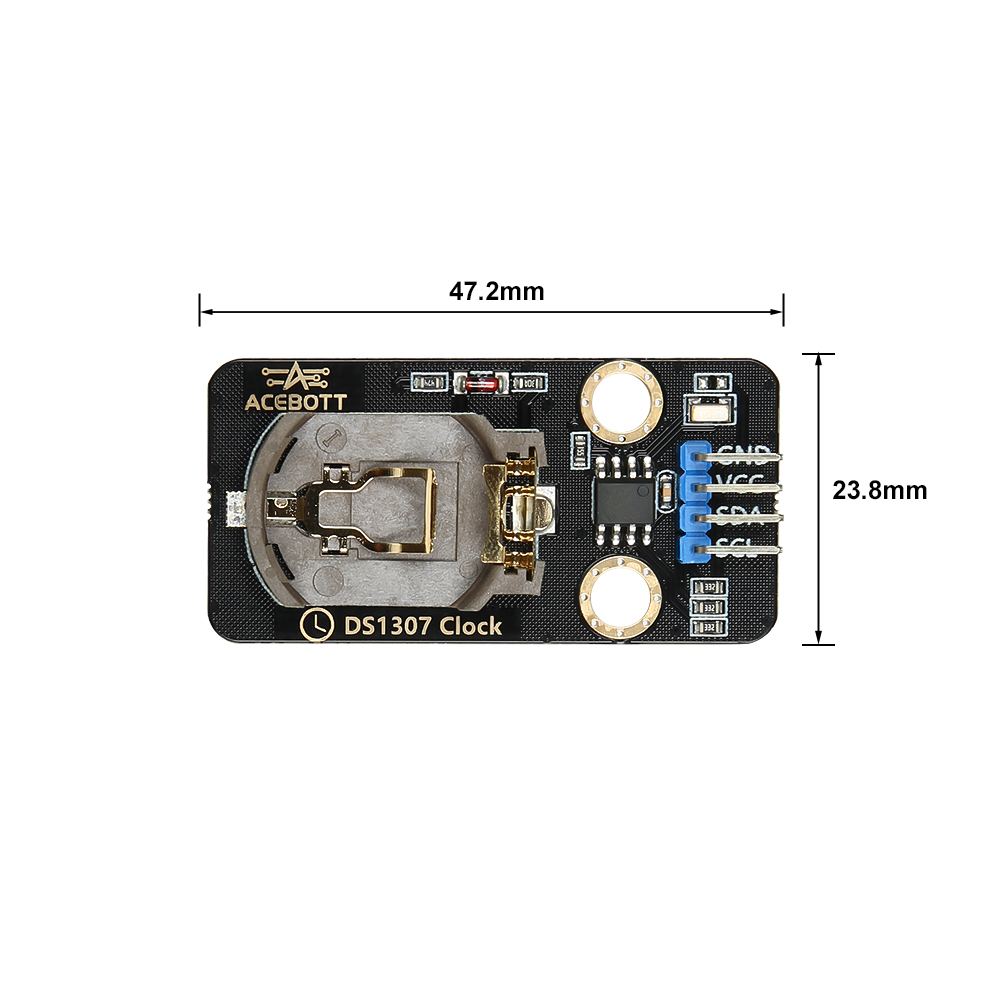 47.2mm
ACEBOTT
23.8mm
GND
VCC
SDA
SCL
332
332
332
DS1307 Clock